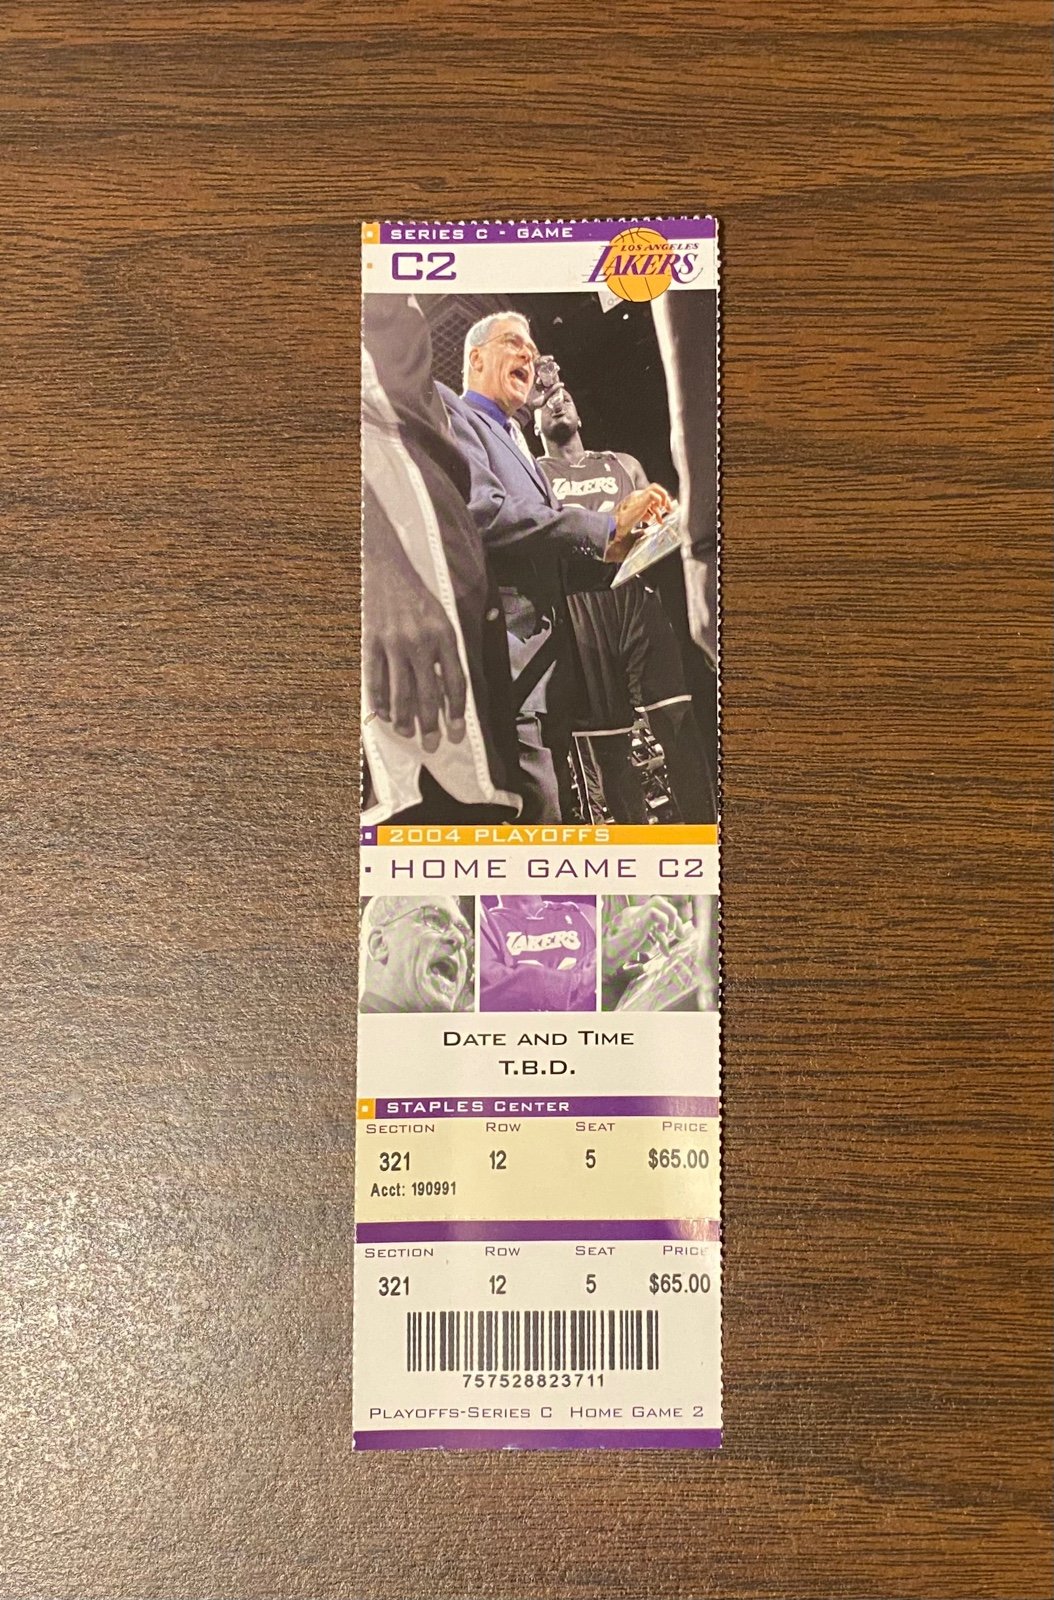 SERIES C - GAME
C2
LOS ANGELES
LAKERS
LAKERS
2004 PLAYOFFS
HOME GAME C2
LAKERS
DATE AND TIME
T.B.D.
STAPLES CENTER
SECTION ROW SEAT PRICE
321 12 5 $65.00
Acct: 190991
SECTION ROW SEAT PRICE
321 12 5 $65.00
757528823711
PLAYOFFS-SERIES C HOME GAME 2